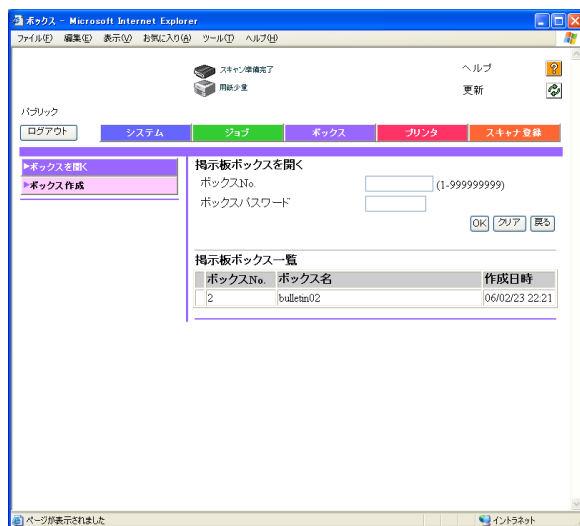 ボックス - Microsoft Internet Explorer
ファイル(F) 編集(E) 表示(V) お気に入り(A) ツール(T) ヘルプ(H)
スキャン準備完了 ヘルプ ?
用紙少量 更新
パブリック
ログアウト システム ジョブ ボックス プリンタ スキャナ登録
▶ボックスを開く
▶ボックス作成
掲示板ボックスを開く
ボックスNo. (1-999999999)
ボックスパスワード
OK クリア 戻る
掲示板ボックス一覧
ボックスNo. ボックス名 作成日時
2 bulletin02 06/02/23 22:21
ページが表示されました イントラネット